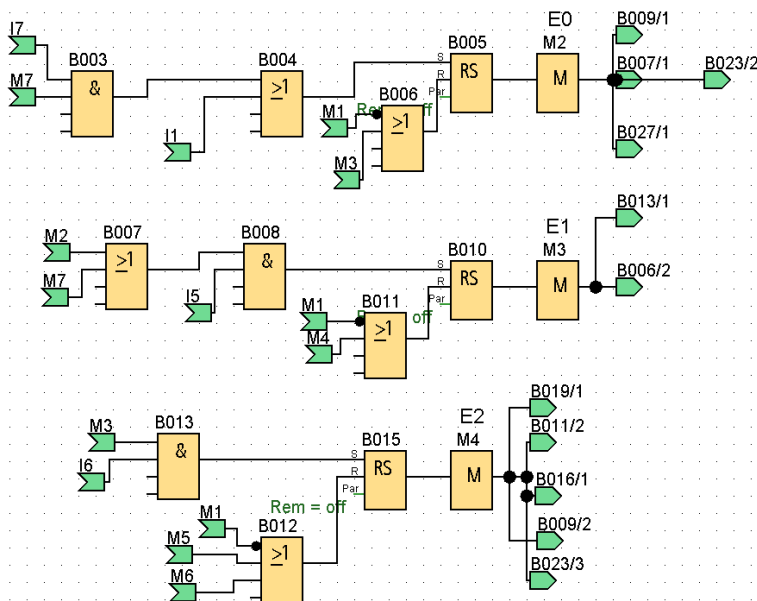 E0
B009/1
I7
B003
B004
B005
M2
B007/1
B023/2
M7
&
≥1
S
R
Par
RS
M
B006
M1
≥1
I1
M3
B027/1
B013/1
M2
B007
B008
B010
E1
M3
M7
≥1
&
S
R
Par
RS
M
B006/2
I5
M1
B011
off
M4
≥1
B019/1
M3
B013
B015
E2
M4
B011/2
I6
&
S
R
Par
RS
M
B016/1
Rem = off
M1
B012
B009/2
M5
≥1
M6
B023/3